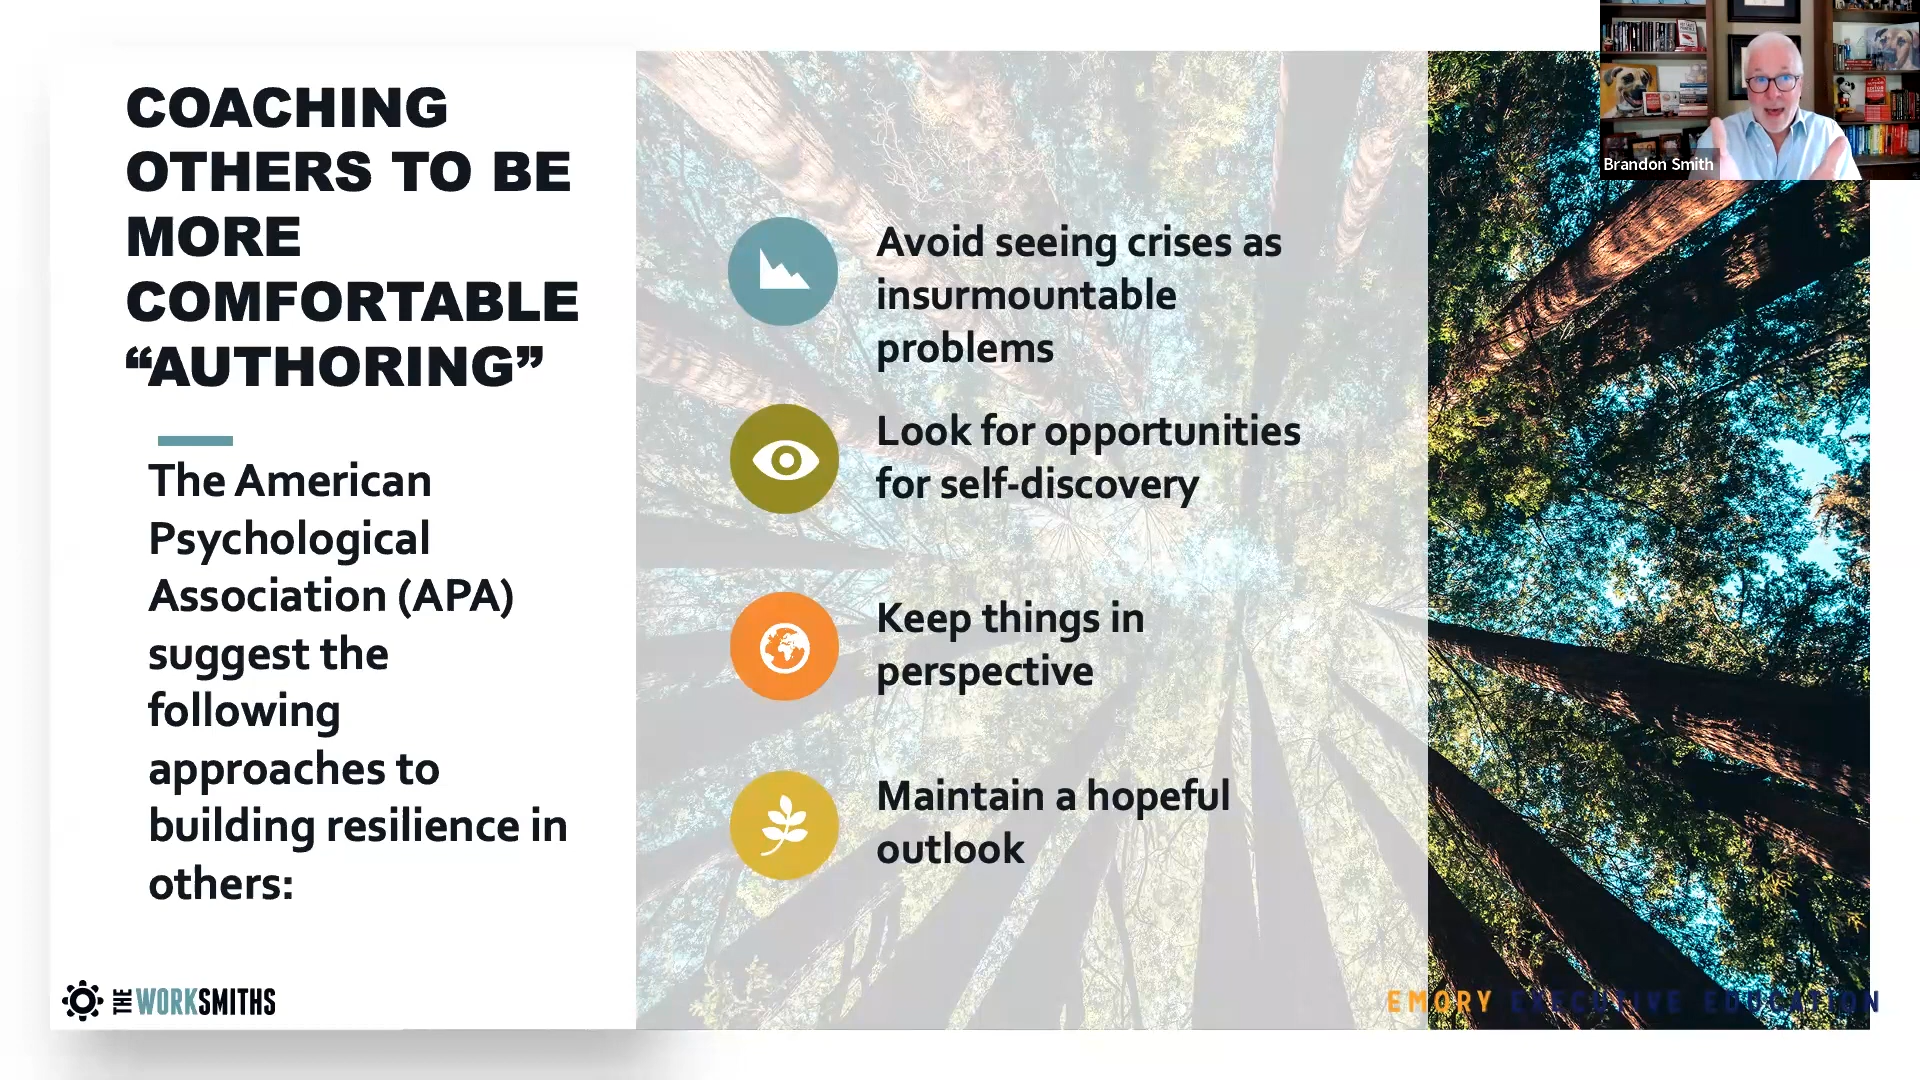 COACHING
OTHERS TO BE
MORE
COMFORTABLE
“AUTHORING”
The American
Psychological
Association (APA)
suggest the
following
approaches to
building resilience in
others:
Avoid seeing crises as
insurmountable
problems
Look for opportunities
for self-discovery
Keep things in
perspective
Maintain a hopeful
outlook
THE WORKSMITHS
EMORY EXECUTIVE EDUCATION
Brandon Smith